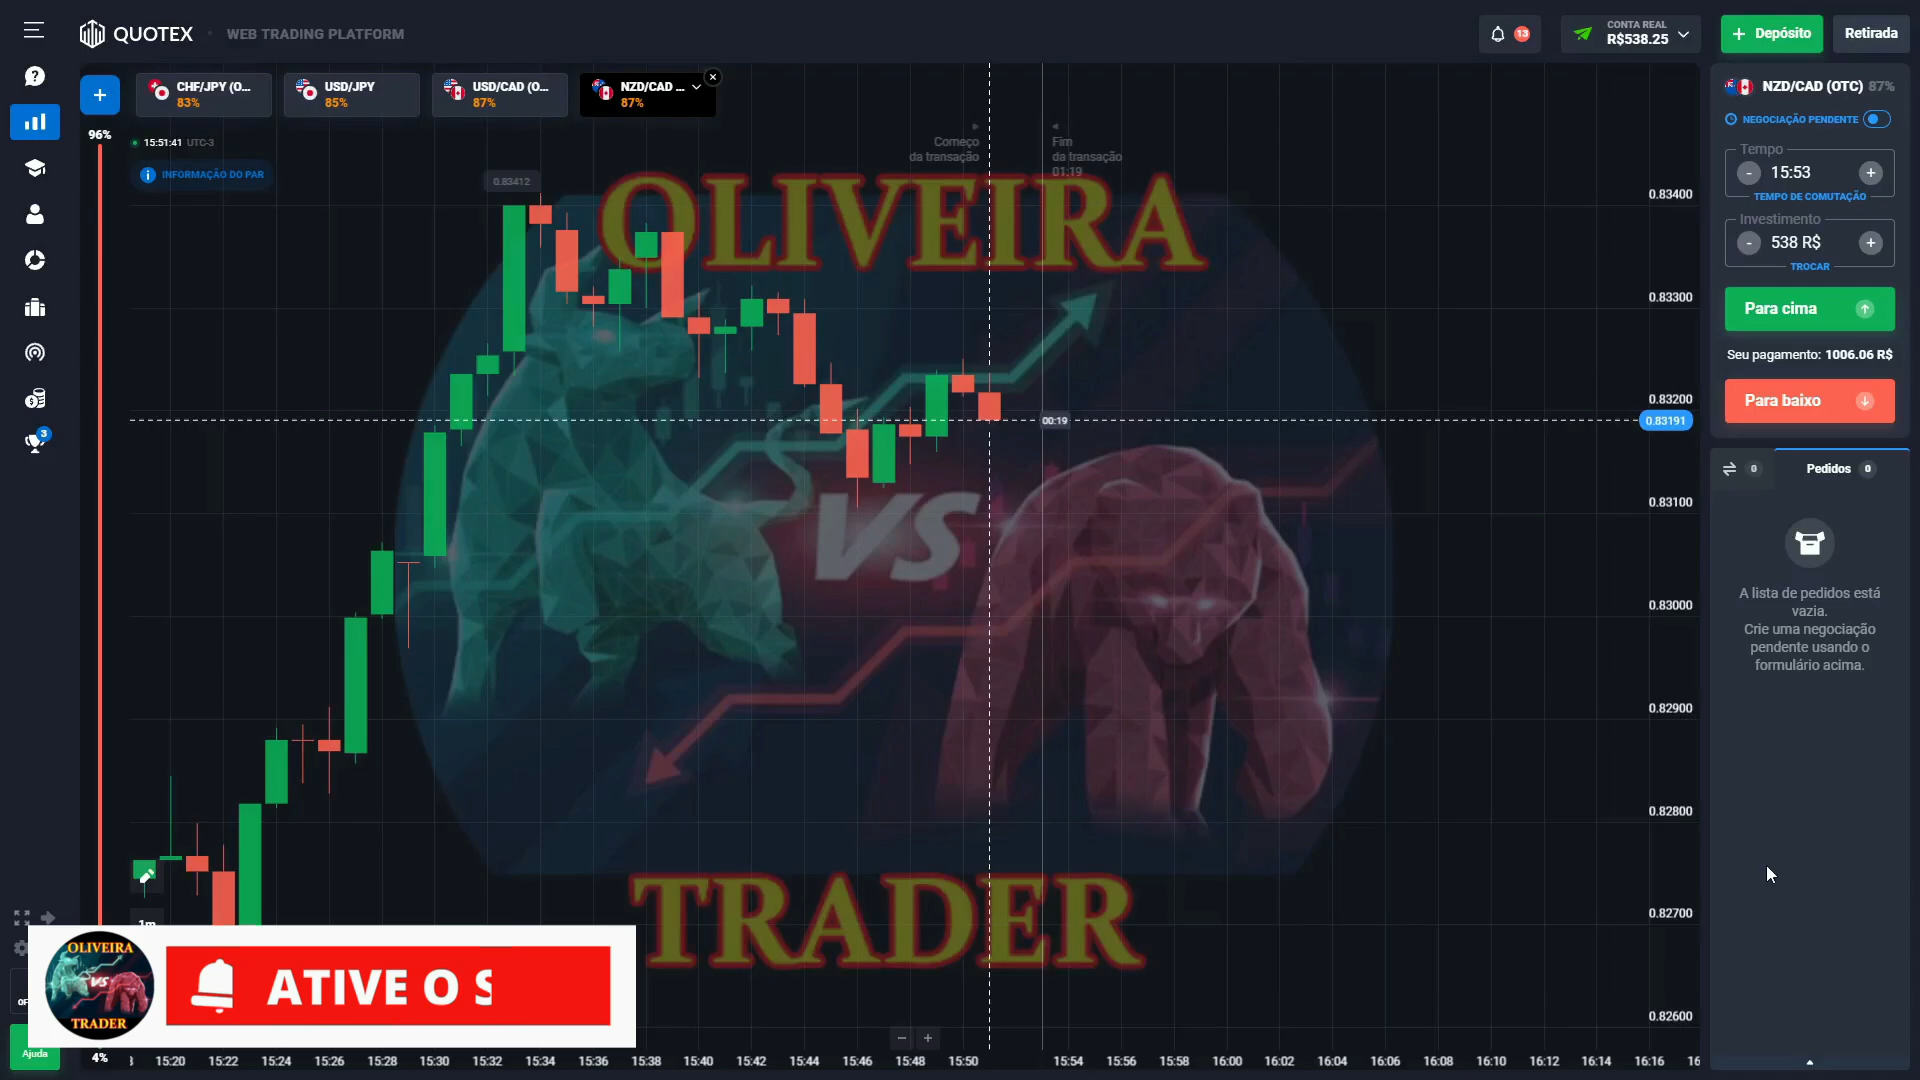 QUOTEX
WEB TRADING PLATFORM
13
CONTA REAL
R$538.25
+ Depósito
Retirada
+
CHF/JPY (O...
83%
USD/JPY
85%
USD/CAD (O...
87%
NZD/CAD ...
87%
NZD/CAD (OTC) 87%
96%
15:51:41 UTC-3
INFORMAÇÃO DO PAR
Começo
da transação
Fim
da transação
01:19
NEGOCIAÇÃO PENDENTE
Tempo
- 15:53 +
TEMPO DE COMUTAÇÃO
Investimento
- 538 R$ +
TROCAR
Para cima
Seu pagamento: 1006.06 R$
Para baixo
0
Pedidos 0
A lista de pedidos está
vazia.
Crie uma negociação
pendente usando o
formulário acima.
0.83412
OLIVEIRA
VS
TRADER
00:19
0.83400
0.83300
0.83200
0.83191
0.83100
0.83000
0.82900
0.82800
0.82700
0.82600
3
1m
OLIVEIRA
VS
TRADER
ATIVE O S
Ajuda
4%
- +
15:20 15:22 15:24 15:26 15:28 15:30 15:32 15:34 15:36 15:38 15:40 15:42 15:44 15:46 15:48 15:50 15:54 15:56 15:58 16:00 16:02 16:04 16:06 16:08 16:10 16:12 16:14 16:16